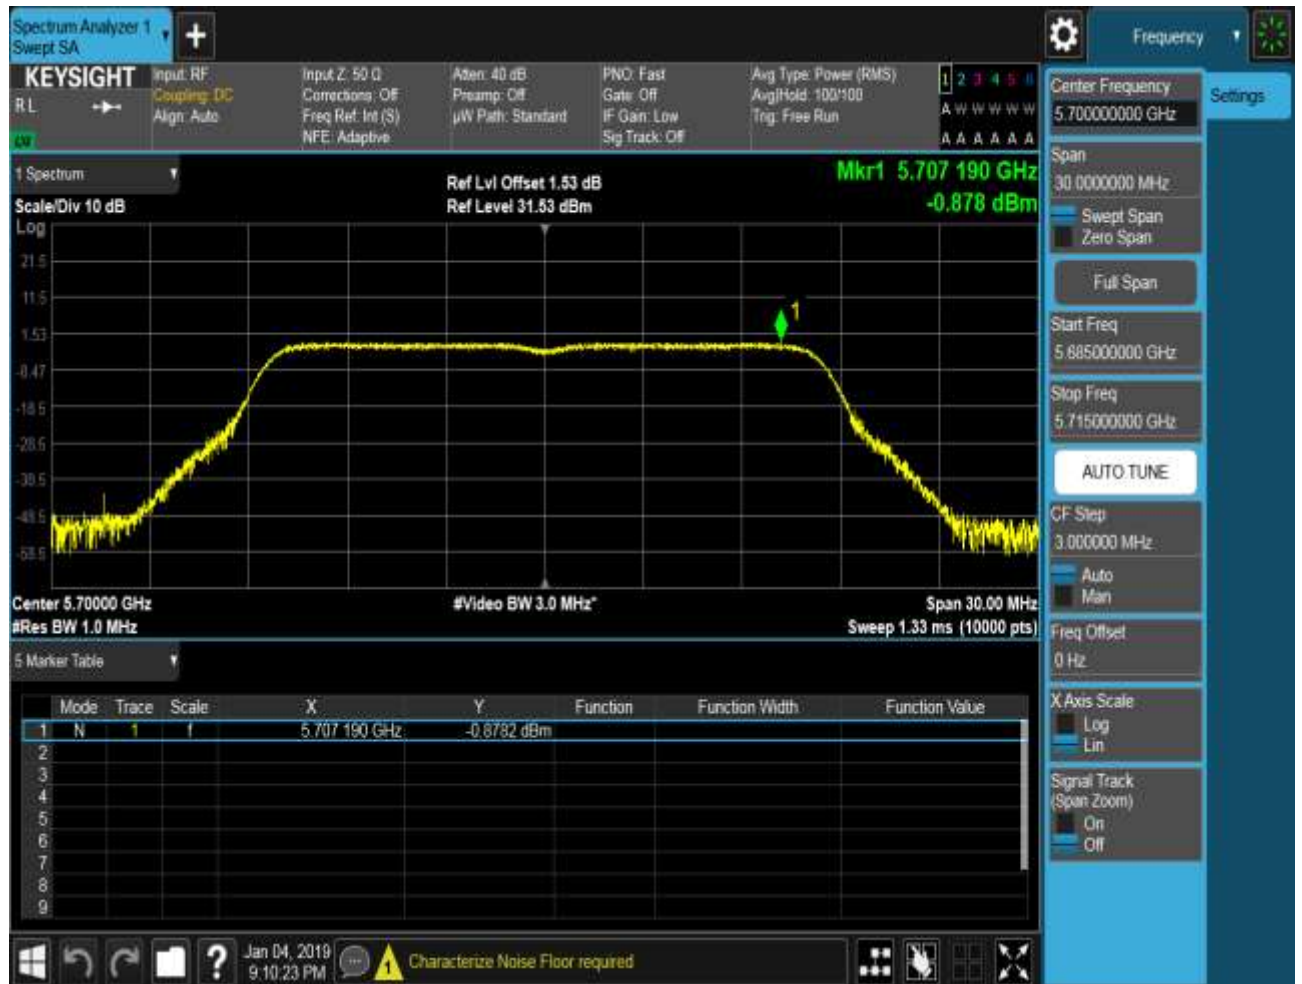 Spectrum Analyzer 1
Swept SA
Frequency
KEYSIGHT
RL
Input: RF
Coupling: DC
Align: Auto
Input Z: 50 Ω
Corrections: Off
Freq Ref: Int (S)
NFE: Adaptive
Atten: 40 dB
Preamp: Off
µW Path: Standard
PNO: Fast
Gate: Off
IF Gain: Low
Sig Track: Off
Avg Type: Power (RMS)
Avg|Hold: 100/100
Trig: Free Run
1 2 3 4 5 6
A W W W W W
A A A A A A
1 Spectrum
Scale/Div 10 dB
Log
Ref Lvl Offset 1.53 dB
Ref Level 31.53 dBm
Mkr1 5.707 190 GHz
-0.878 dBm
21.5
11.5
1.53
-8.47
-18.5
-28.5
-38.5
-48.5
-58.5
1
Center 5.70000 GHz
#Res BW 1.0 MHz
#Video BW 3.0 MHz*
Span 30.00 MHz
Sweep 1.33 ms (10000 pts)
5 Marker Table
Mode Trace Scale X Y Function Function Width Function Value
1 N 1 f 5.707 190 GHz -0.8782 dBm
2
3
4
5
6
7
8
9
Jan 04, 2019
9:10:23 PM
Characterize Noise Floor required
Center Frequency
5.700000000 GHz
Settings
Span
30.0000000 MHz
Swept Span
Zero Span
Full Span
Start Freq
5.685000000 GHz
Stop Freq
5.715000000 GHz
AUTO TUNE
CF Step
3.000000 MHz
Auto
Man
Freq Offset
0 Hz
X Axis Scale
Log
Lin
Signal Track
(Span Zoom)
On
Off